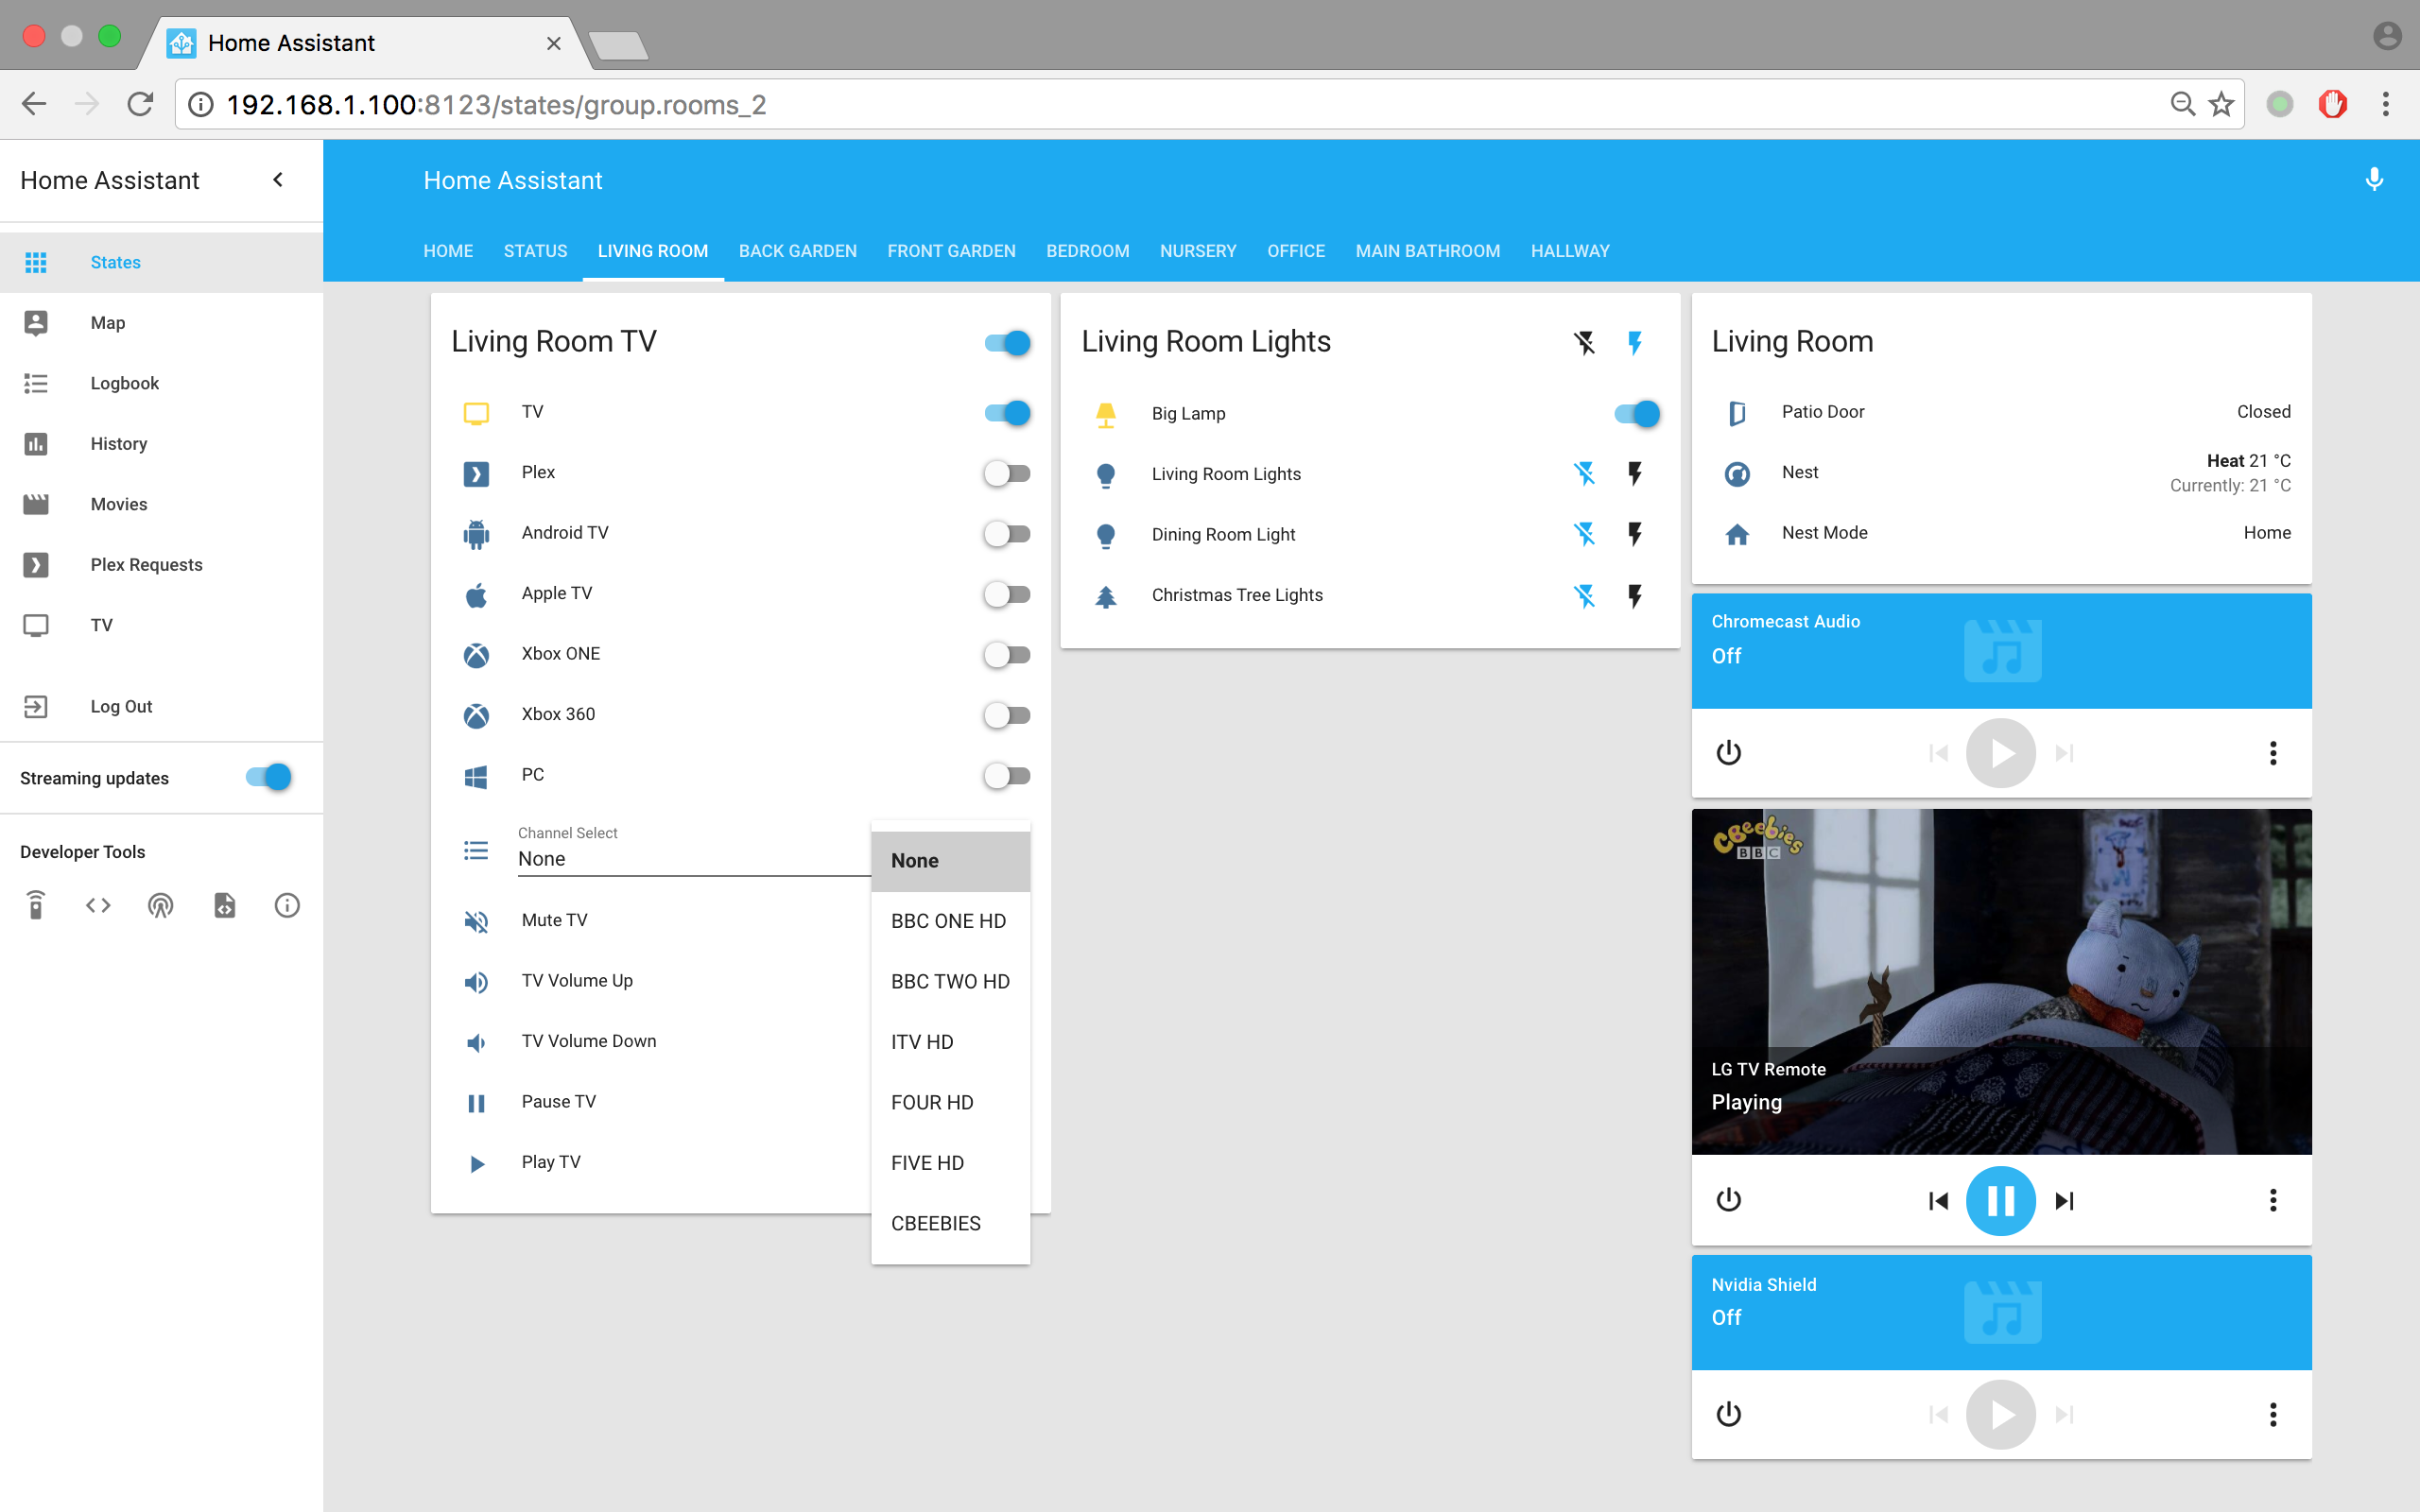 Home Assistant
192.168.1.100:8123/states/group.rooms_2
Home Assistant
States
Map
Logbook
History
Movies
Plex Requests
TV
Log Out
Streaming updates
Developer Tools
Home Assistant
HOME STATUS LIVING ROOM BACK GARDEN FRONT GARDEN BEDROOM NURSERY OFFICE MAIN BATHROOM HALLWAY
Living Room TV
TV
Plex
Android TV
Apple TV
Xbox ONE
Xbox 360
PC
Channel Select
None
Mute TV
TV Volume Up
TV Volume Down
Pause TV
Play TV
None
BBC ONE HD
BBC TWO HD
ITV HD
FOUR HD
FIVE HD
CBEEBIES
Living Room Lights
Big Lamp
Living Room Lights
Dining Room Light
Christmas Tree Lights
Living Room
Patio Door Closed
Nest Heat 21 °C
Currently: 21 °C
Nest Mode Home
Chromecast Audio
Off
CBeebies
BBC
LG TV Remote
Playing
Nvidia Shield
Off